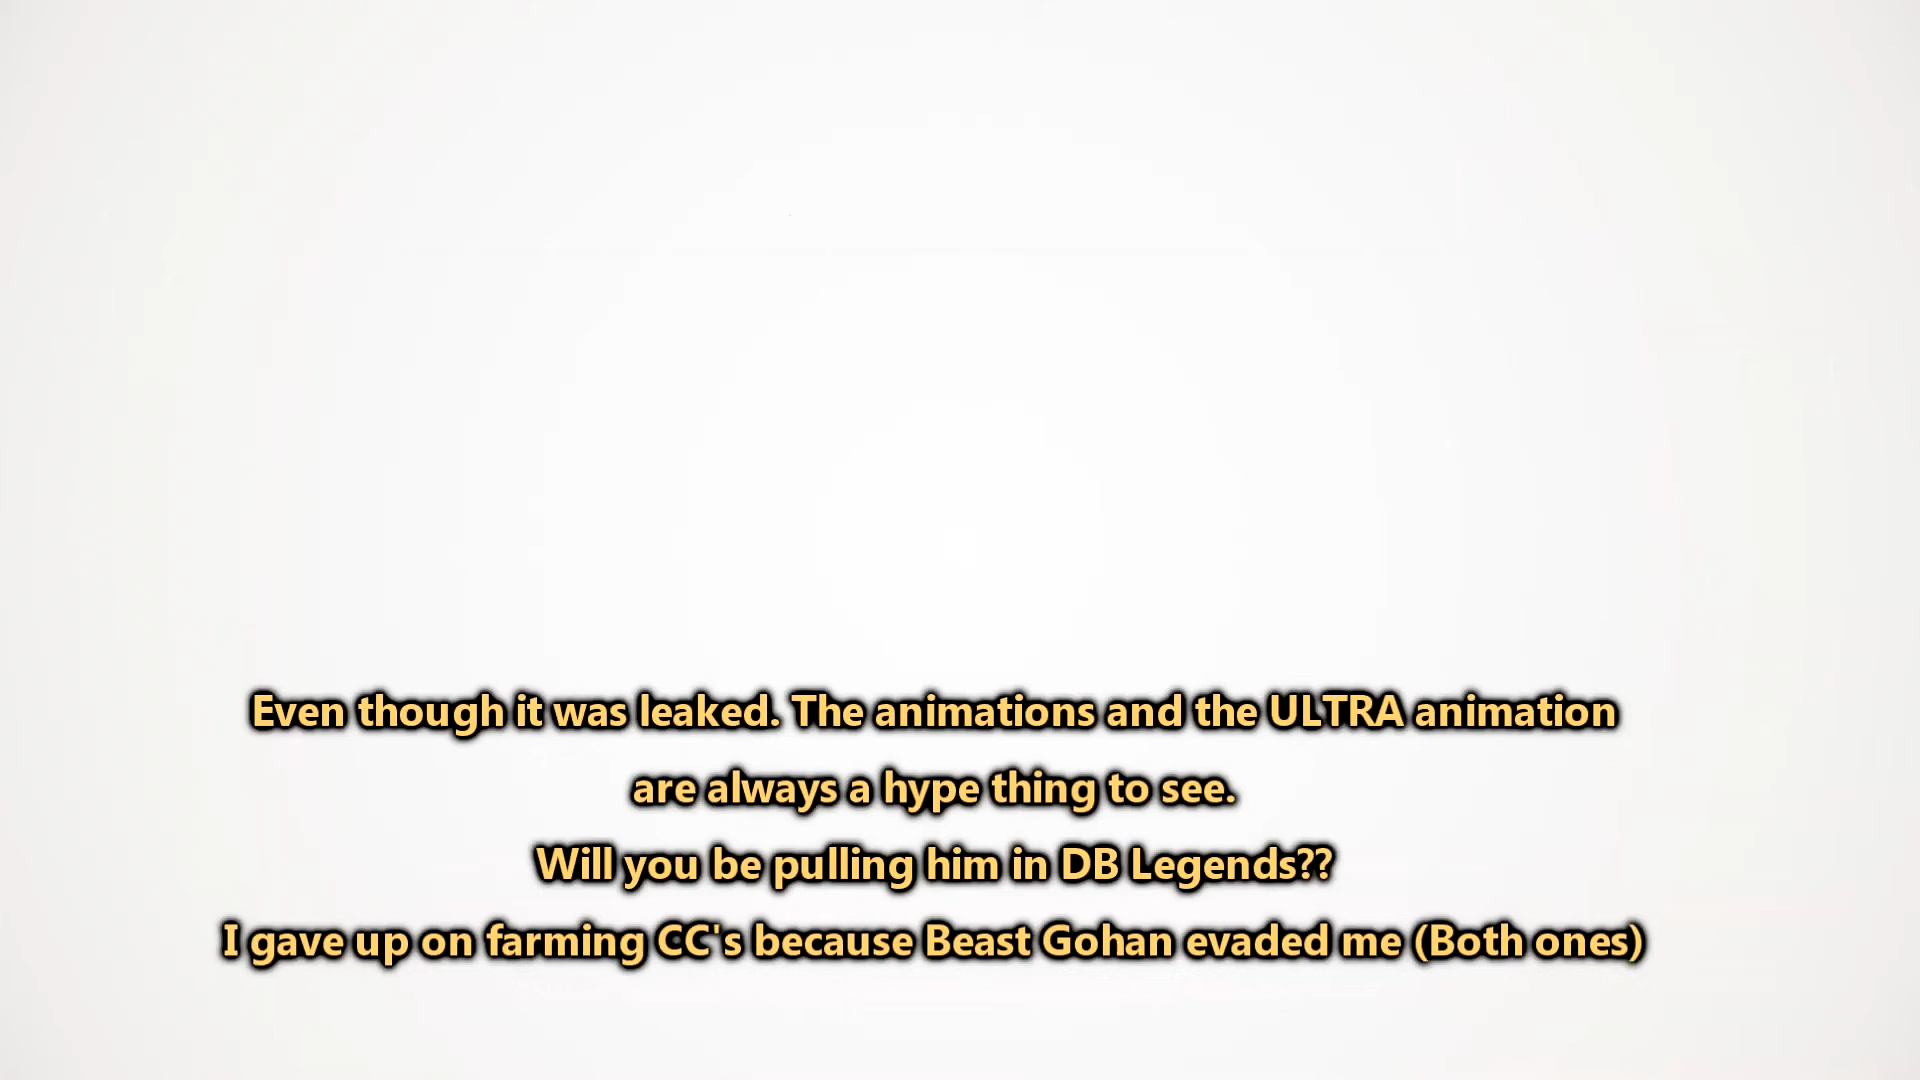 Even though it was leaked. The animations and the ULTRA animation
are always a hype thing to see.
Will you be pulling him in DB Legends??
I gave up on farming CC's because Beast Gohan evaded me (Both ones)